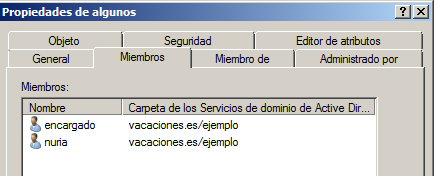 Propiedades de algunos
Objeto Seguridad Editor de atributos
General Miembros Miembro de Administrado por
Miembros:
Nombre Carpeta de los Servicios de dominio de Active Dir...
encargado vacaciones.es/ejemplo
nuria vacaciones.es/ejemplo